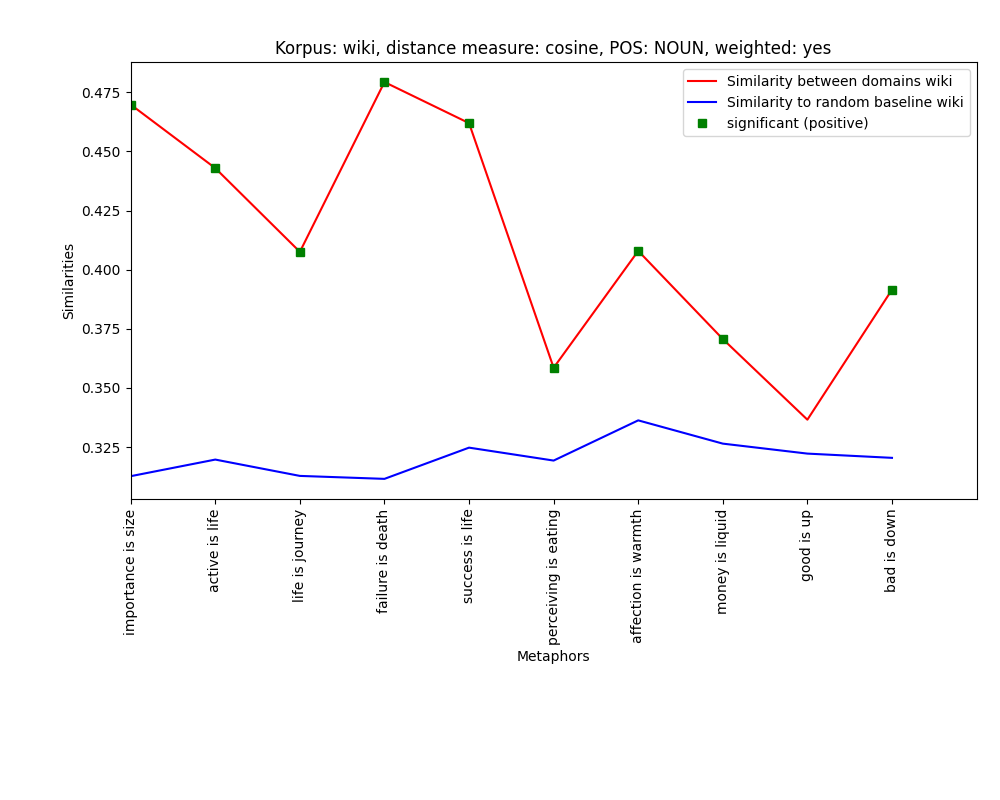 Korpus: wiki, distance measure: cosine, POS: NOUN, weighted: yes
Similarity between domains wiki
Similarity to random baseline wiki
significant (positive)
Similarities
0.475
0.450
0.425
0.400
0.375
0.350
0.325
importance is size
active is life
life is journey
failure is death
success is life
perceiving is eating
affection is warmth
money is liquid
good is up
bad is down
Metaphors